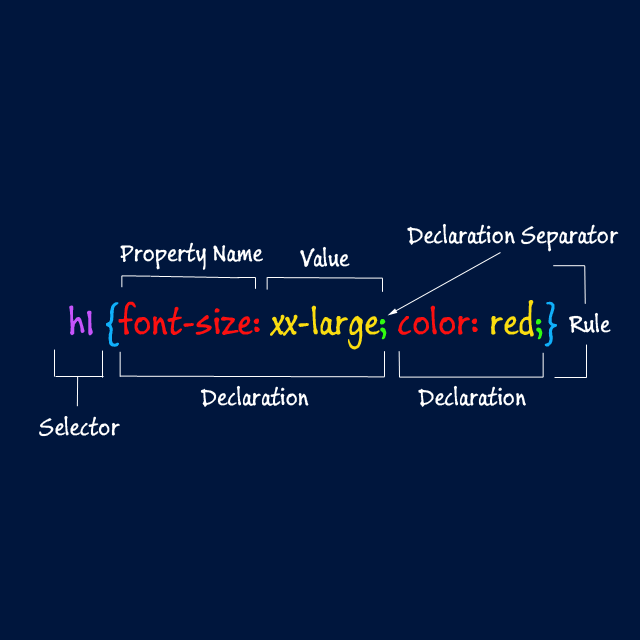 Declaration Separator
Property Name Value
h1 {font-size: xx-large; color: red;}
Rule
Declaration Declaration
Selector